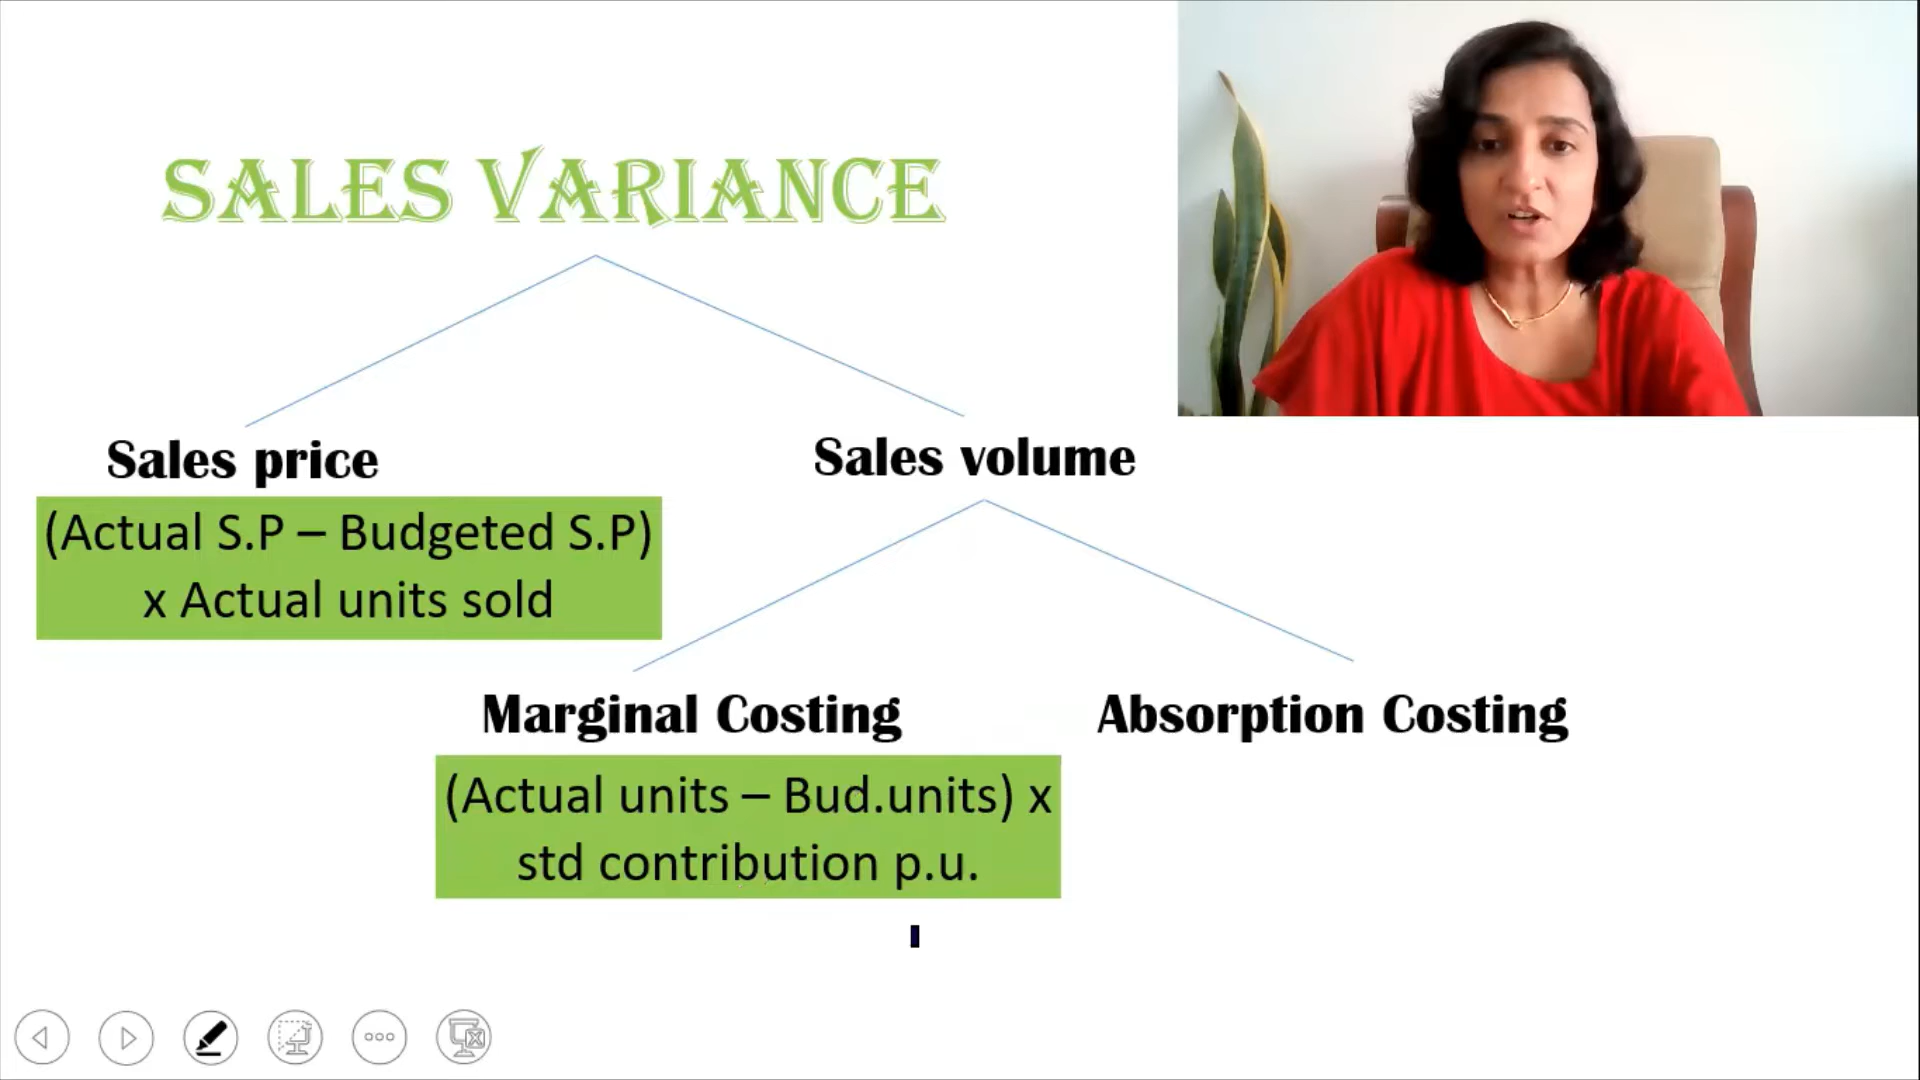 SALES VARIANCE
Sales price
Sales volume
(Actual S.P – Budgeted S.P)
x Actual units sold
Marginal Costing
Absorption Costing
(Actual units – Bud.units) x
std contribution p.u.